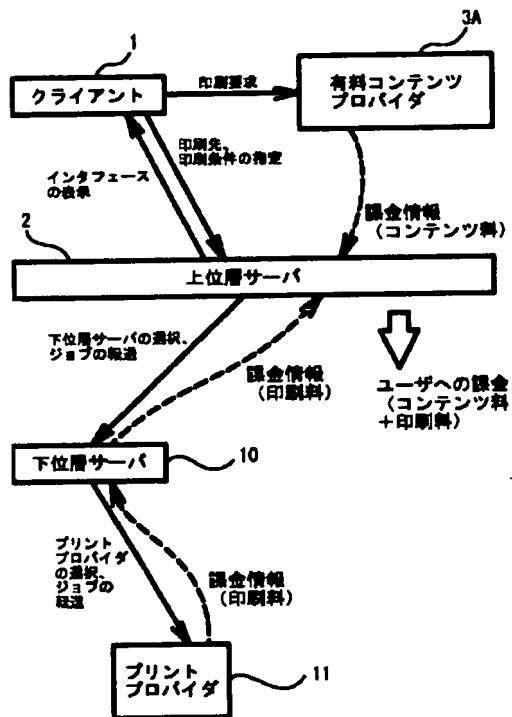 1
クライアント
印刷要求
3A
有料コンテンツ
プロバイダ
印刷先、
印刷条件の指定
インタフェース
の表示
課金情報
(コンテンツ料)
2
上位層サーバ
下位層サーバの選択、
ジョブの転送
課金情報
(印刷料)
ユーザへの課金
(コンテンツ料
+印刷料)
下位層サーバ
10
プリント
プロバイダ
の選択、
ジョブの
転送
課金情報
(印刷料)
プリント
プロバイダ
11